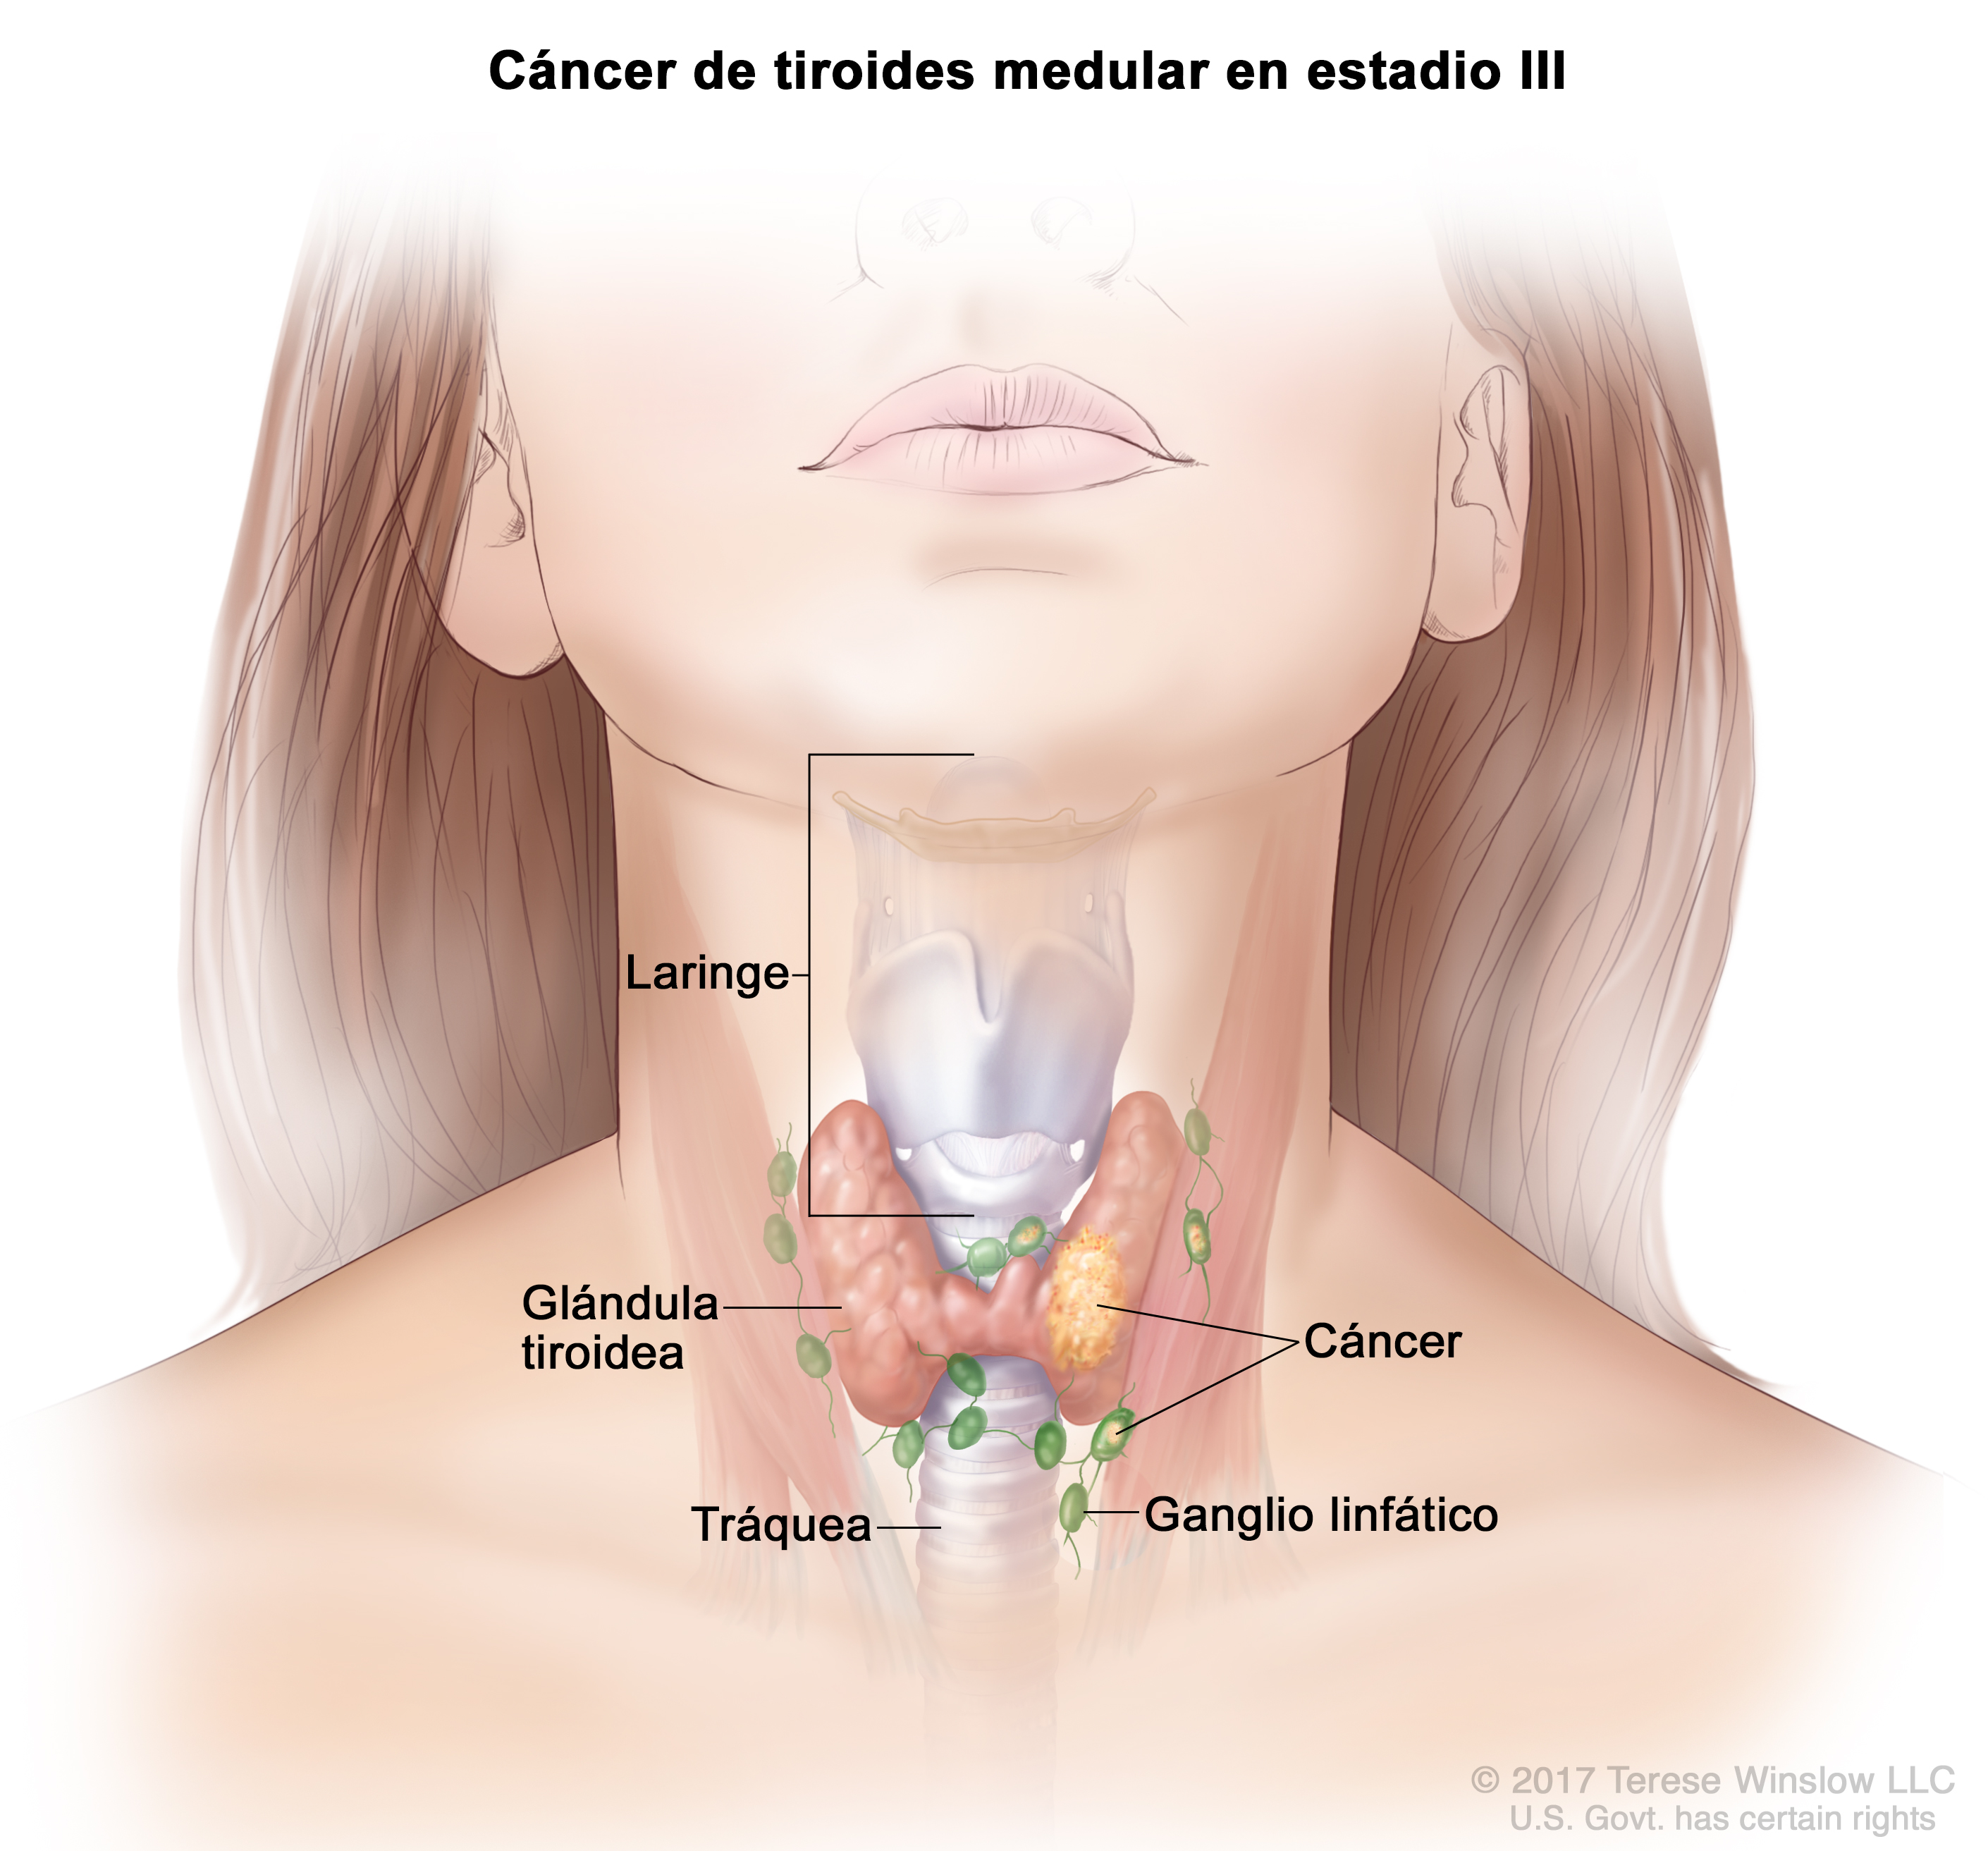 Cáncer de tiroides medular en estadio III
Laringe
Glándula
tiroidea
Cáncer
Tráquea
Ganglio linfático
© 2017 Terese Winslow LLC
U.S. Govt. has certain rights